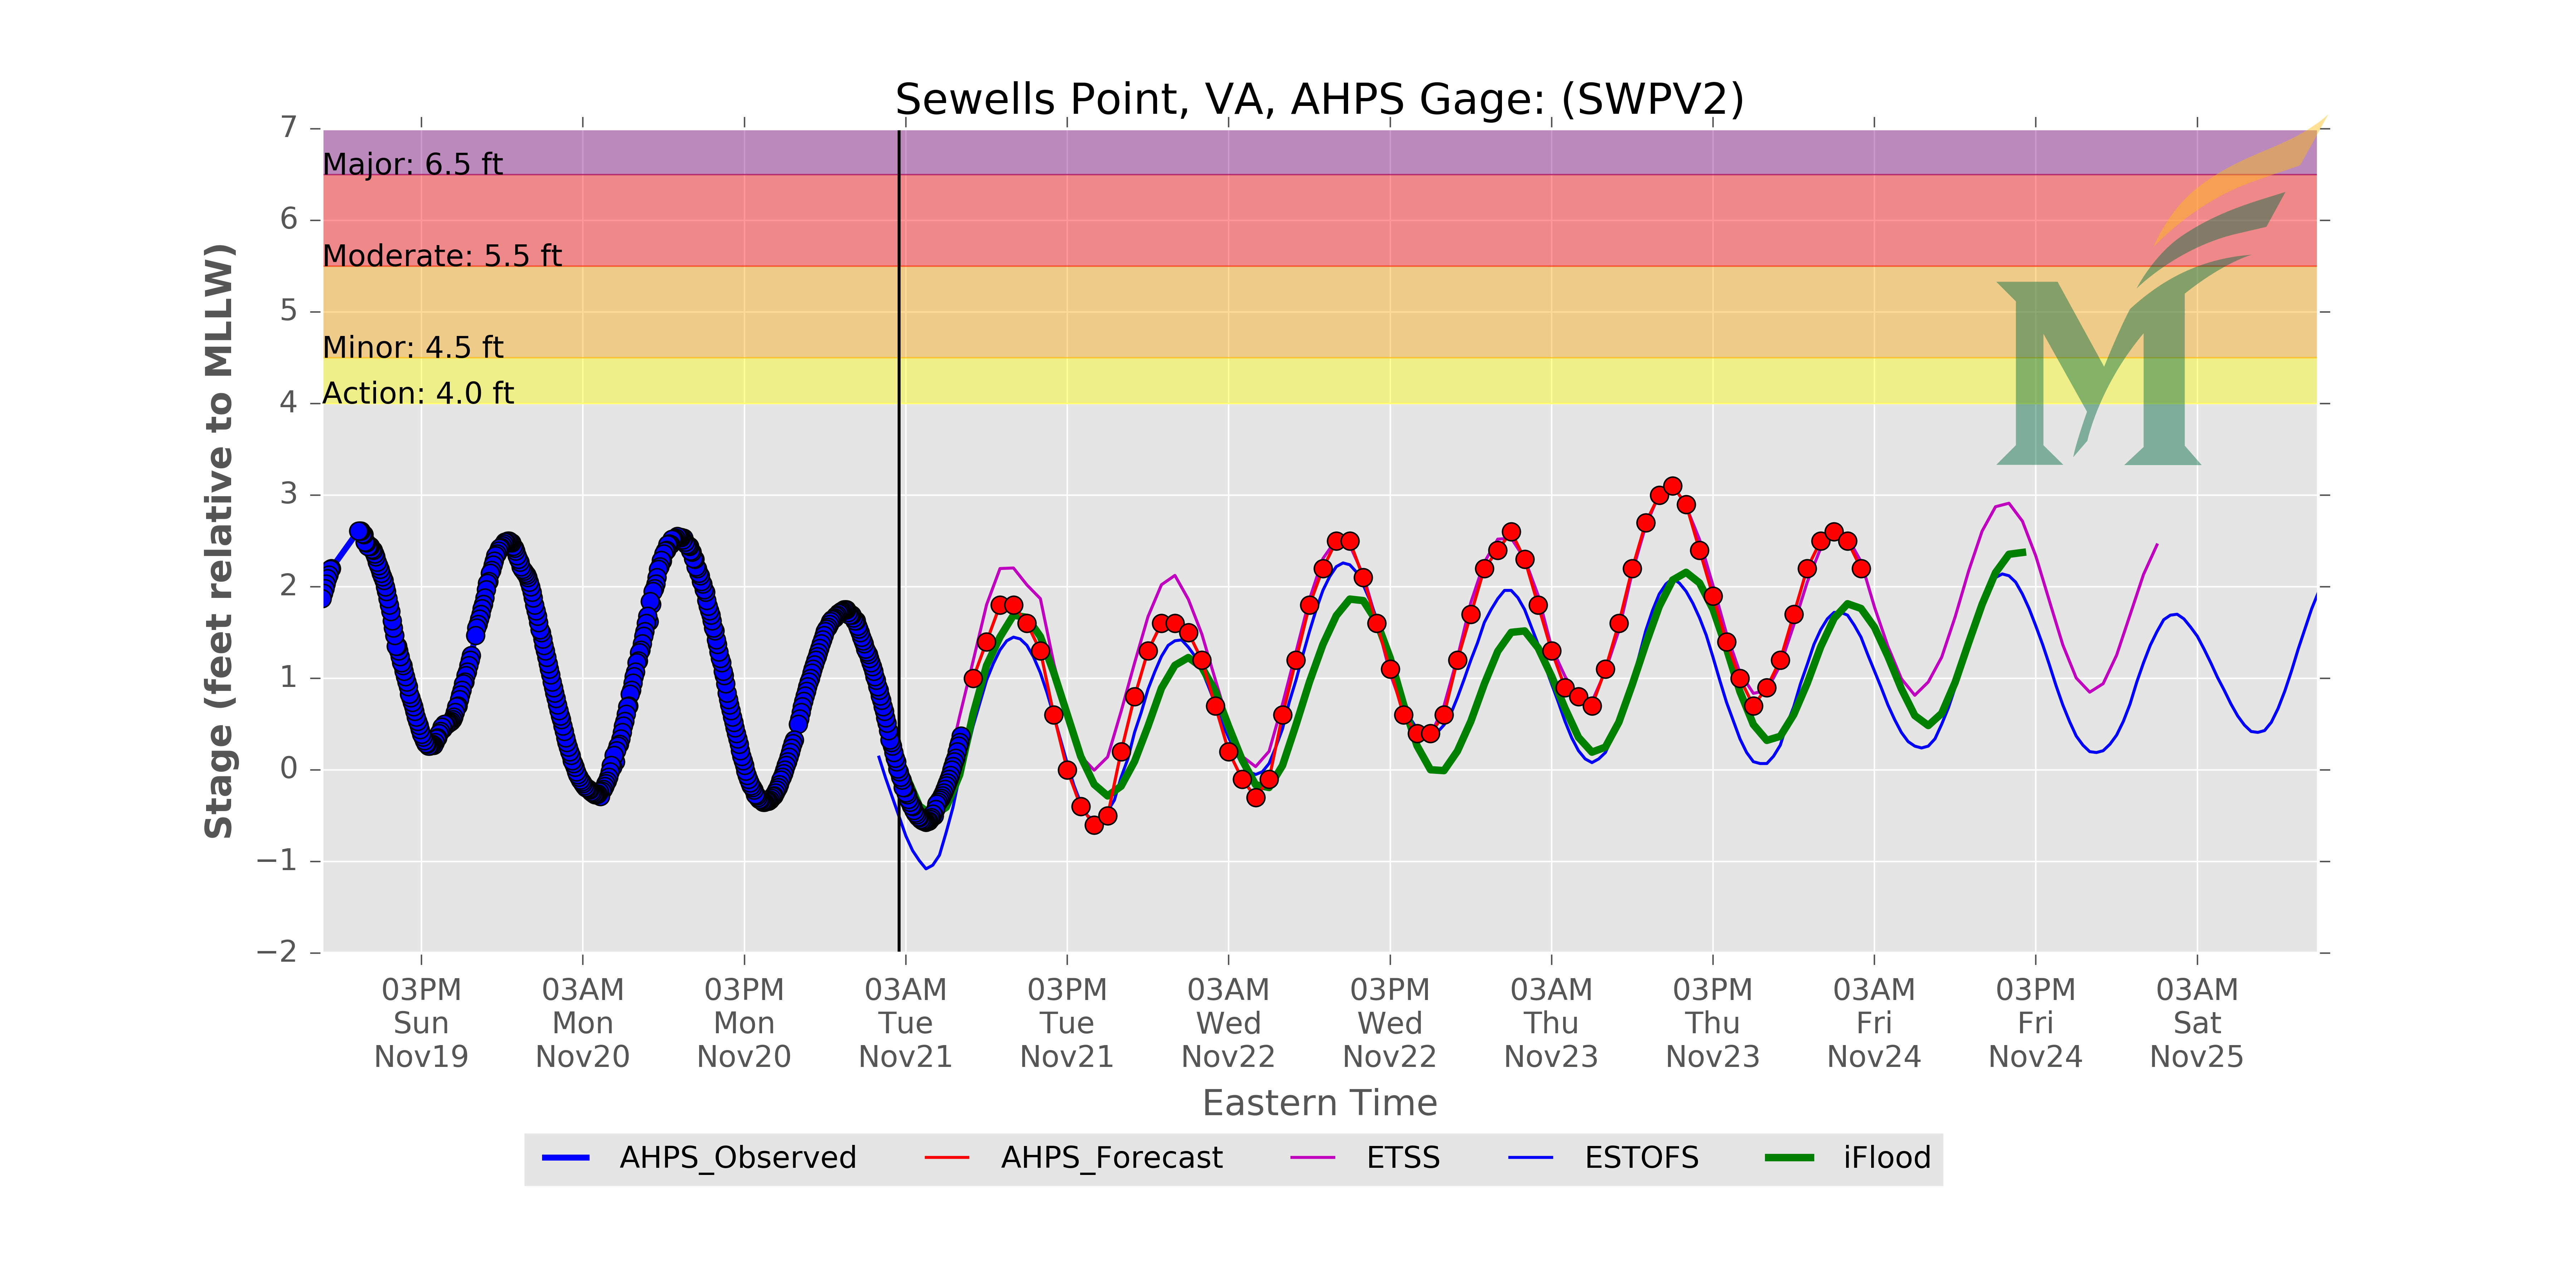 Sewells Point, VA, AHPS Gage: (SWPV2)
7
6
5
4
3
2
1
0
−1
−2
Stage (feet relative to MLLW)
Major: 6.5 ft
Moderate: 5.5 ft
Minor: 4.5 ft
Action: 4.0 ft
M
03PM 03AM 03PM 03AM 03PM 03AM 03PM 03AM 03PM 03AM 03PM 03AM
Sun Mon Mon Tue Tue Wed Wed Thu Thu Fri Fri Sat
Nov19 Nov20 Nov20 Nov21 Nov21 Nov22 Nov22 Nov23 Nov23 Nov24 Nov24 Nov25
Eastern Time
AHPS_Observed AHPS_Forecast ETSS ESTOFS iFlood